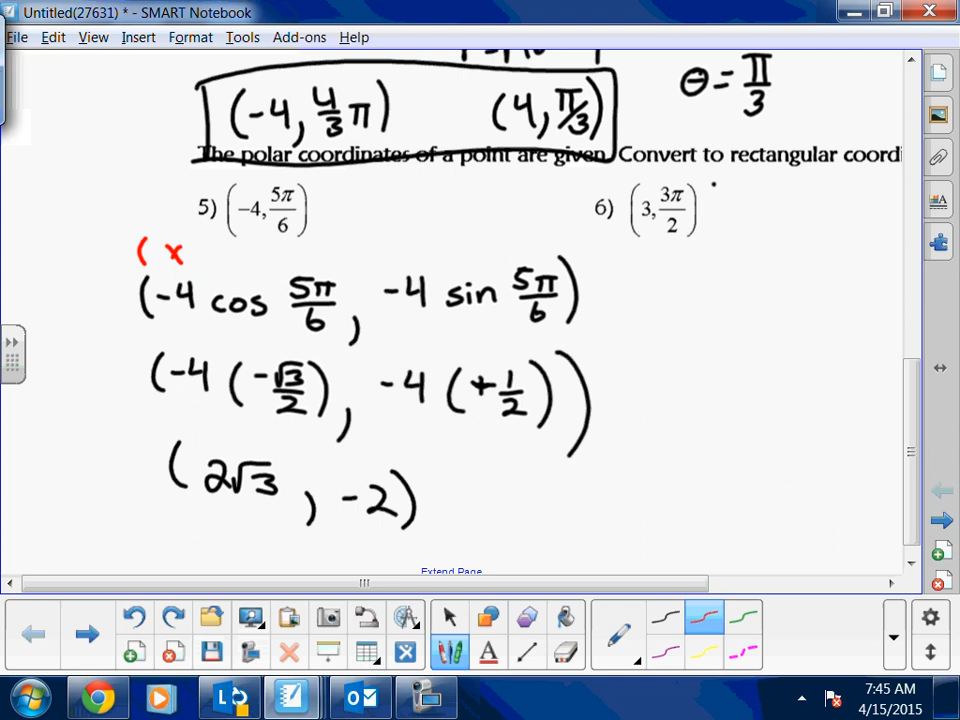 Untitled(27631) * - SMART Notebook
File Edit View Insert Format Tools Add-ons Help
(-4, 4/3 π) (4, π/3) θ = π/3
The polar coordinates of a point are given. Convert to rectangular coordi
5) (-4, 5π/6) 6) (3, 3π/2)
( x
(-4 cos 5π/6, -4 sin 5π/6)
(-4 (-√3/2), -4 (+1/2))
(2√3, -2)
Extend Page
7:45 AM
4/15/2015